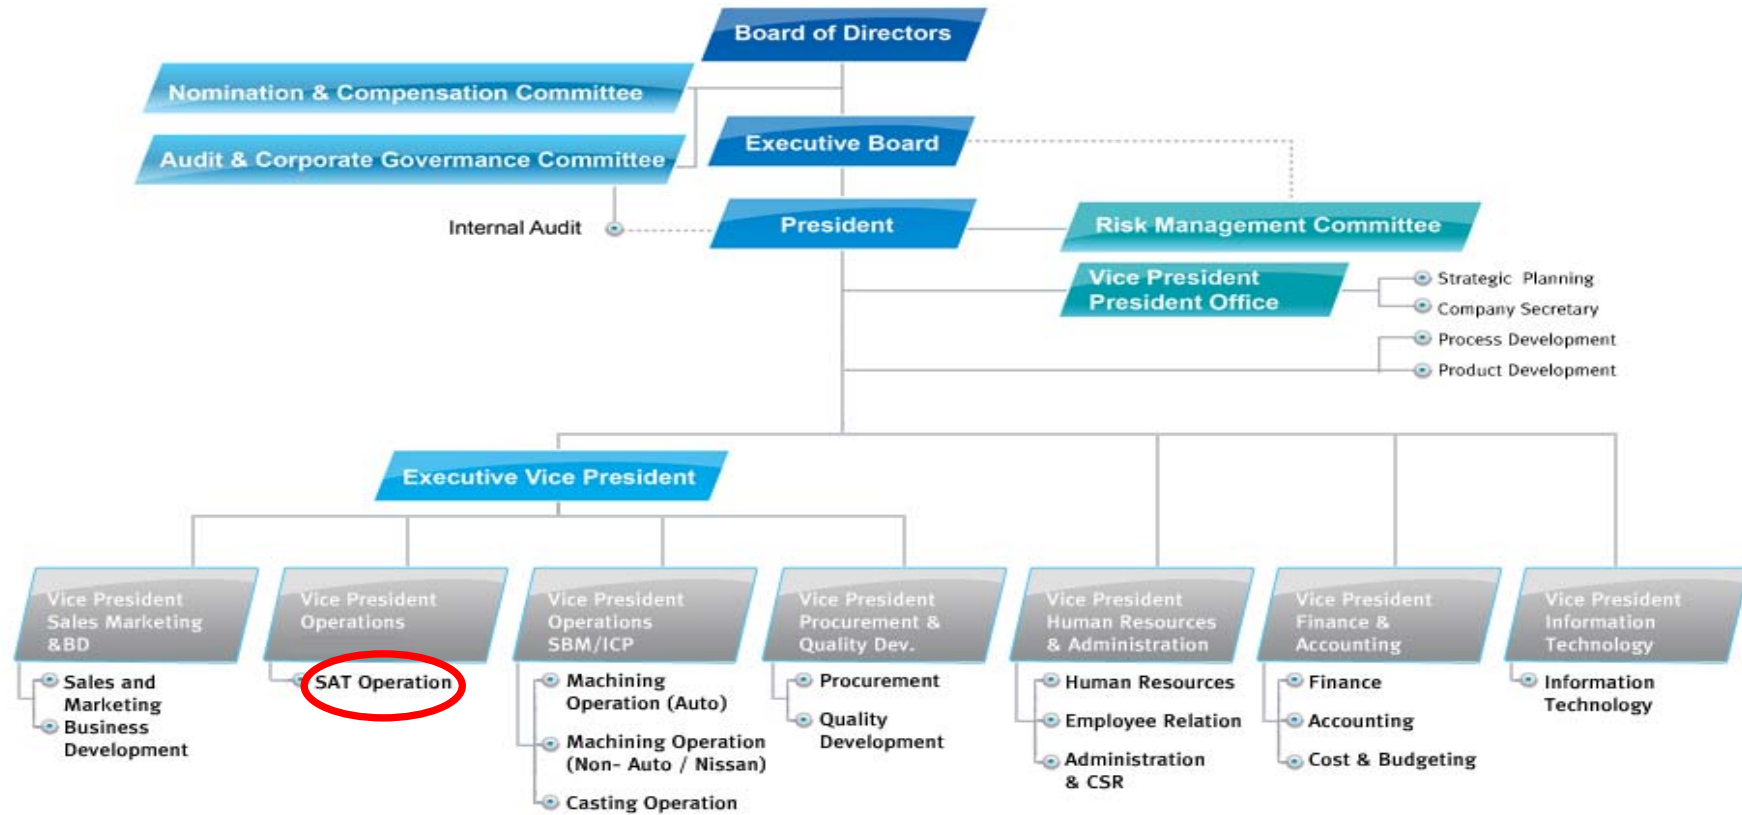 Board of Directors
Nomination & Compensation Committee
Executive Board
Audit & Corporate Govermance Committee
Internal Audit
President
Risk Management Committee
Vice President
President Office
Strategic Planning
Company Secretary
Process Development
Product Development
Executive Vice President
Vice President
Sales Marketing
&BD
Sales and
Marketing
Business
Development
Vice President
Operations
SAT Operation
Vice President
Operations
SBM/ICP
Machining
Operation (Auto)
Machining Operation
(Non- Auto / Nissan)
Casting Operation
Vice President
Procurement &
Quality Dev.
Procurement
Quality
Development
Vice President
Human Resources
& Administration
Human Resources
Employee Relation
Administration
& CSR
Vice President
Finance &
Accounting
Finance
Accounting
Cost & Budgeting
Vice President
Information
Technology
Information
Technology